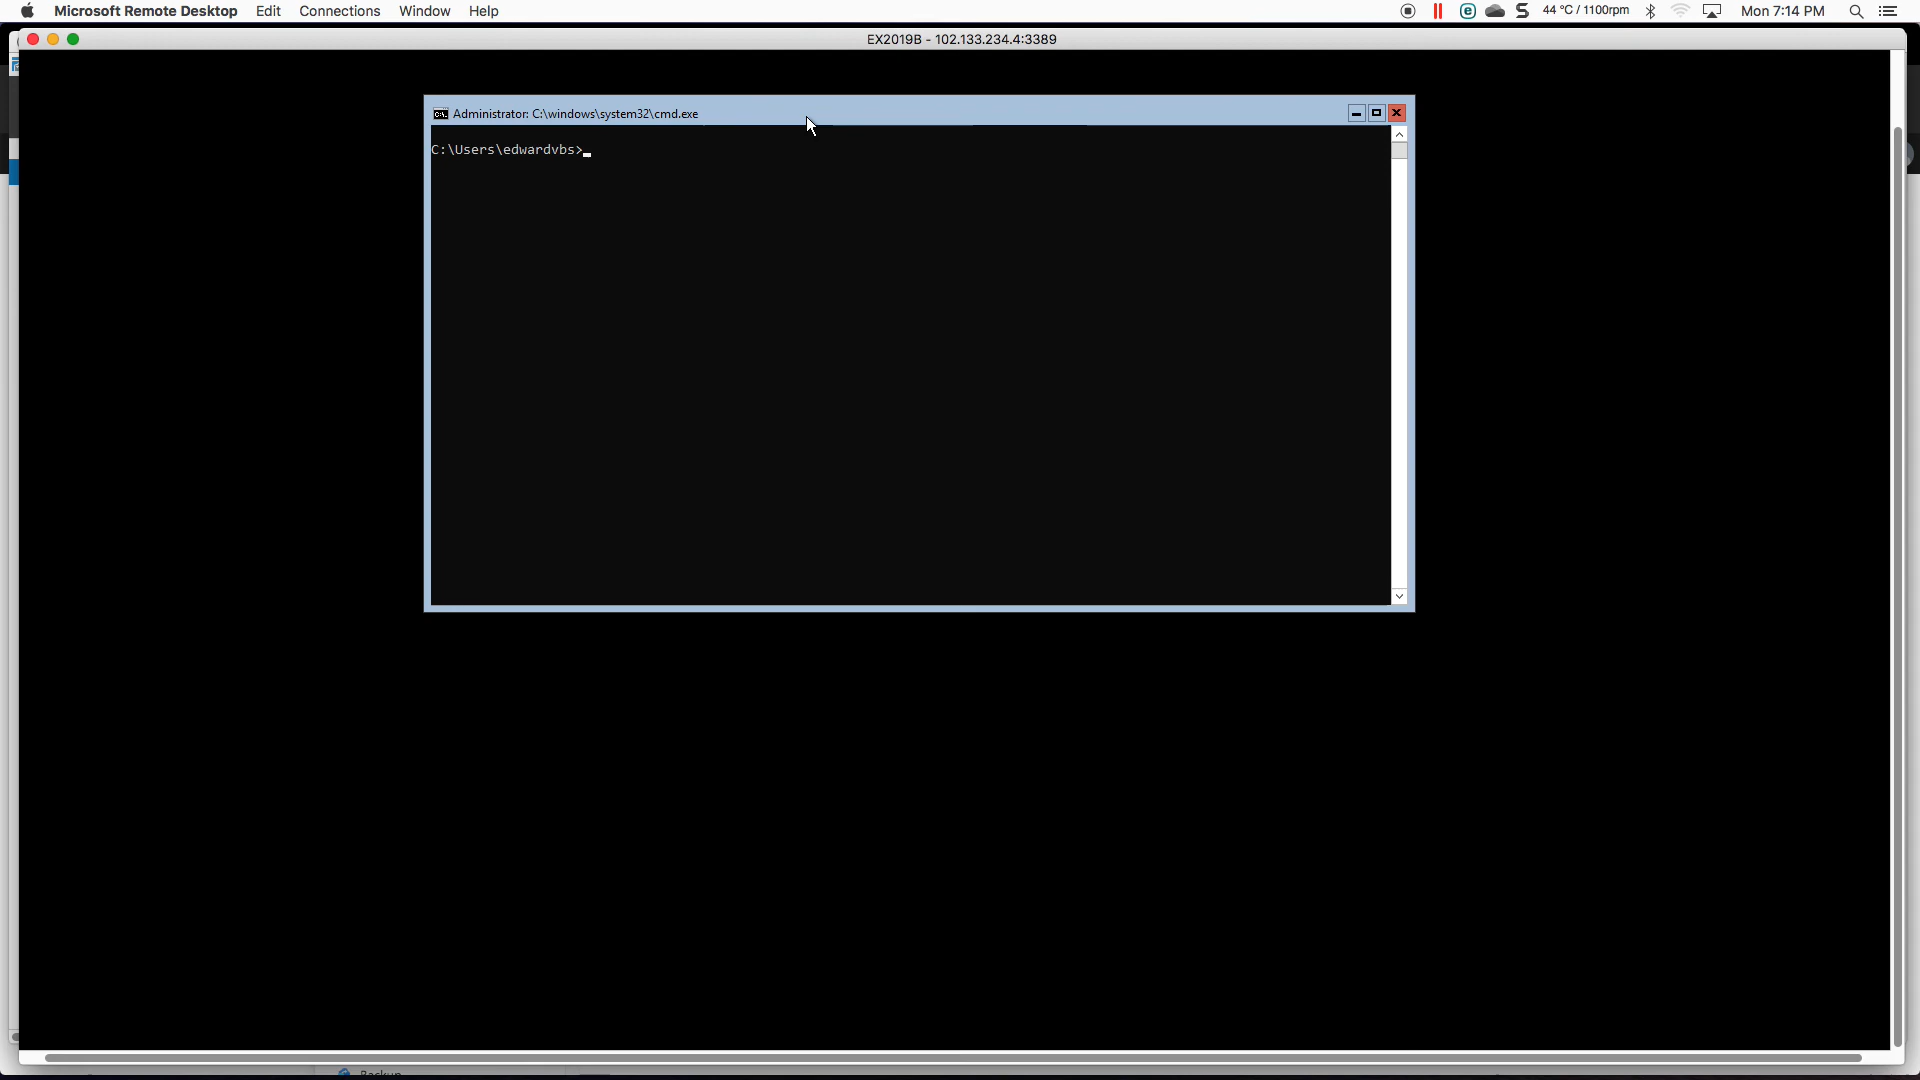 Microsoft Remote Desktop Edit Connections Window Help 44 °C / 1100rpm Mon 7:14 PM
EX2019B - 102.133.234.4:3389
Administrator: C:\windows\system32\cmd.exe
C:\Users\edwardvbs>
Backup